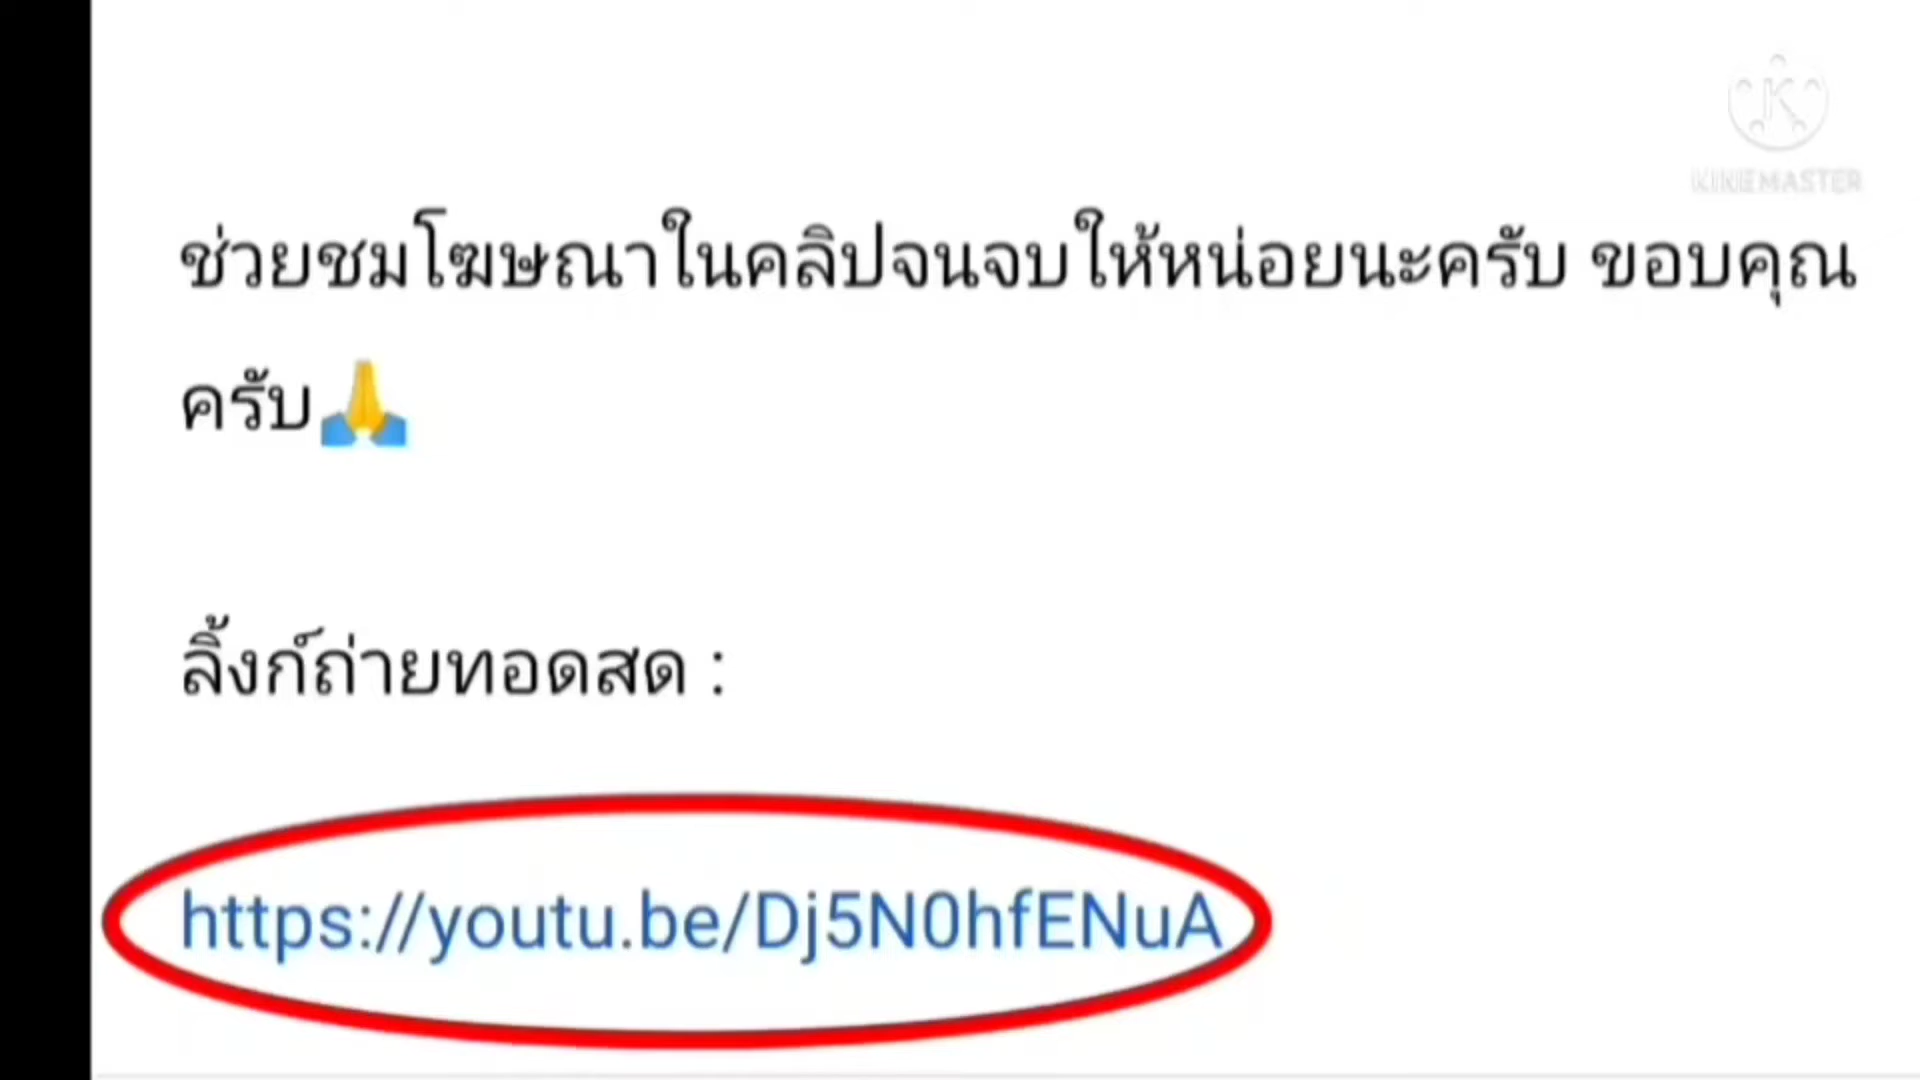 KINEMASTER
ช่วยชมโฆษณาในคลิปจนจบให้หน่อยนะครับ ขอบคุณ
ครับ🙏
ลิ้งก์ถ่ายทอดสด :
https://youtu.be/Dj5N0hfENuA